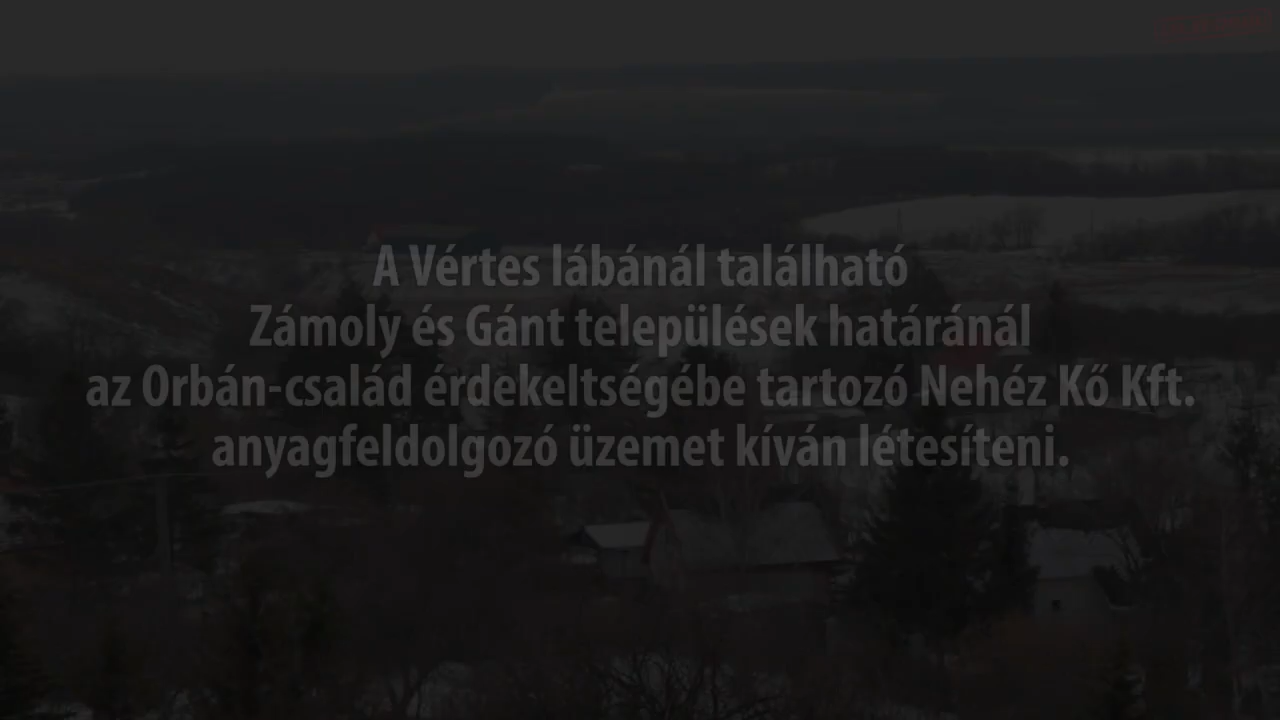 A Vértes lábánál található
Zámoly és Gánt települések határánál
az Orbán-család érdekeltségébe tartozó Nehéz Kő Kft.
anyagfeldolgozó üzemet kíván létesíteni.